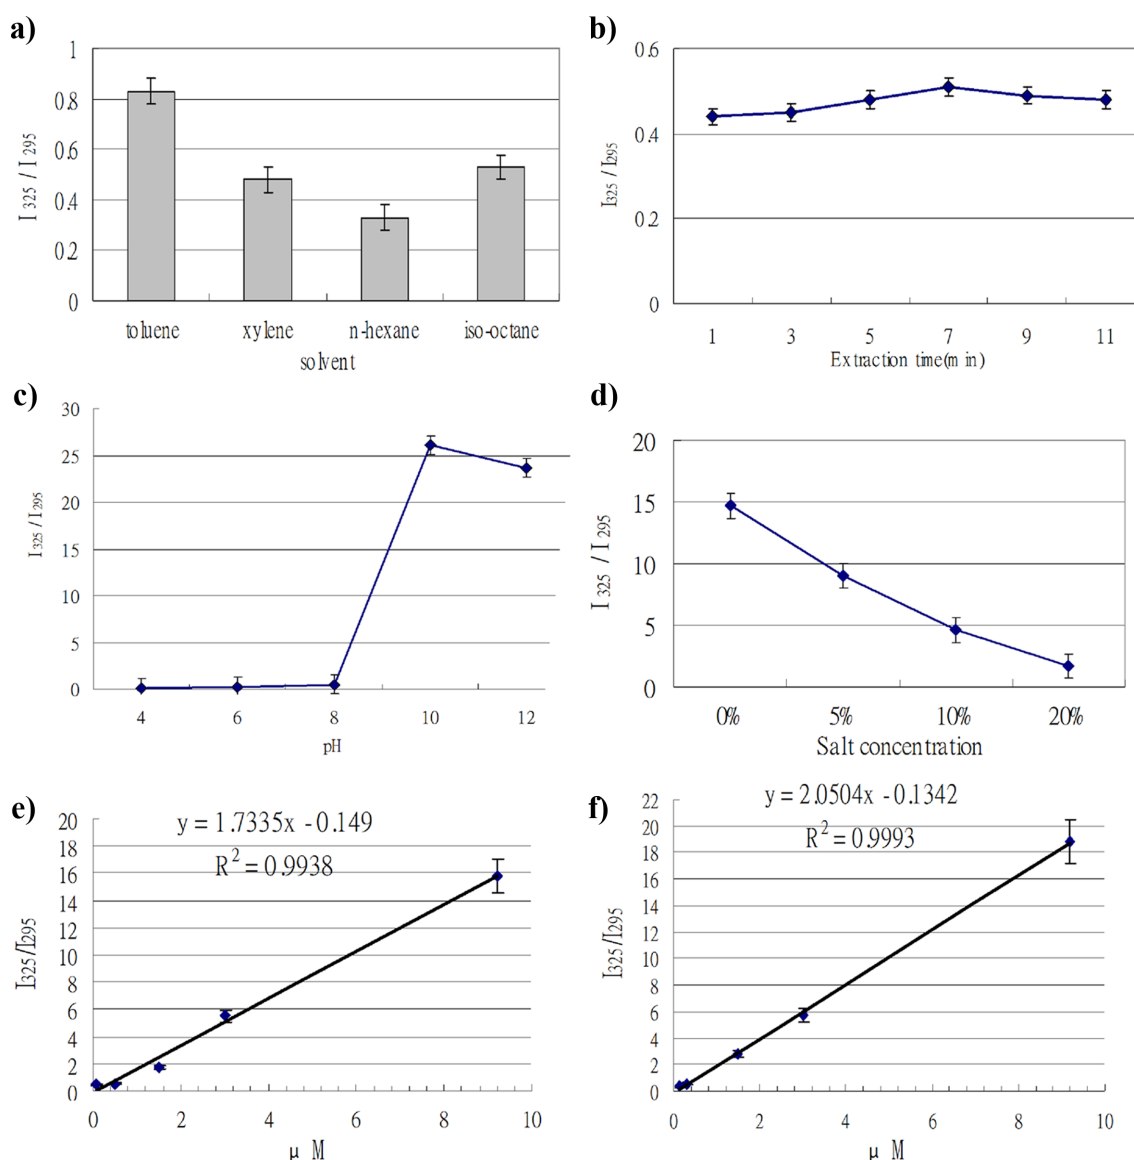 a)
1
0.8
0.6
0.4
0.2
0
I 325 / I 295
toluene xylene n-hexane iso-octane
solvent
b)
0.6
0.4
0.2
0
I325 / I295
1 3 5 7 9 11
Extraction time(min)
c)
30
25
20
15
10
5
0
I 325 / I 295
4 6 8 10 12
pH
d)
20
15
10
5
0
I 325 / I 295
0% 5% 10% 20%
Salt concentration
e)
y = 1.7335x - 0.149
R2 = 0.9938
20
18
16
14
12
10
8
6
4
2
0
I325/I295
0 2 4 6 8 10
μ M
f)
y = 2.0504x - 0.1342
R2 = 0.9993
22
20
18
16
14
12
10
8
6
4
2
0
I325/I295
0 2 4 6 8 10
μ M